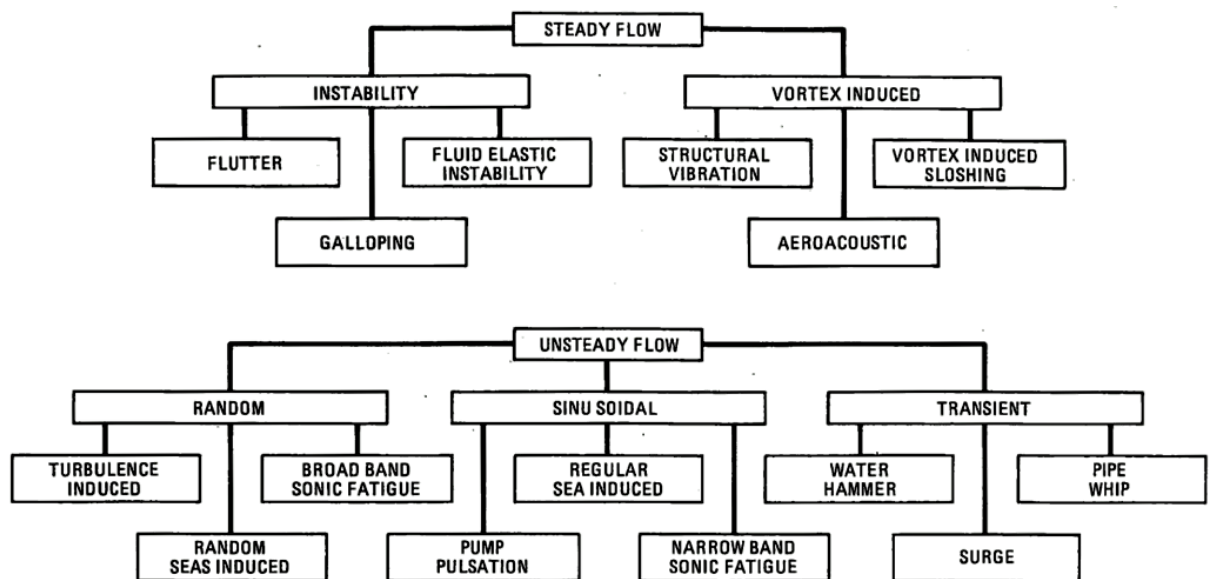 STEADY FLOW
INSTABILITY
VORTEX INDUCED
FLUTTER
FLUID ELASTIC
INSTABILITY
STRUCTURAL
VIBRATION
VORTEX INDUCED
SLOSHING
GALLOPING
AEROACOUSTIC
UNSTEADY FLOW
RANDOM
SINU SOIDAL
TRANSIENT
TURBULENCE
INDUCED
BROAD BAND
SONIC FATIGUE
REGULAR
SEA INDUCED
WATER
HAMMER
PIPE
WHIP
RANDOM
SEAS INDUCED
PUMP
PULSATION
NARROW BAND
SONIC FATIGUE
SURGE